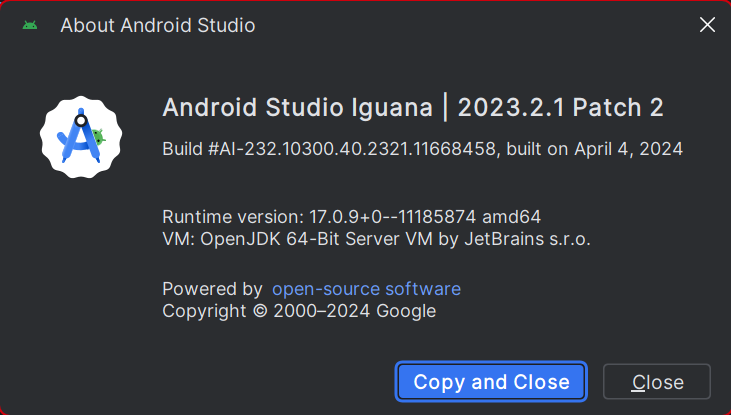 About Android Studio
Android Studio Iguana | 2023.2.1 Patch 2
Build #AI-232.10300.40.2321.11668458, built on April 4, 2024
Runtime version: 17.0.9+0--11185874 amd64
VM: OpenJDK 64-Bit Server VM by JetBrains s.r.o.
Powered by open-source software
Copyright © 2000–2024 Google
Copy and Close
Close